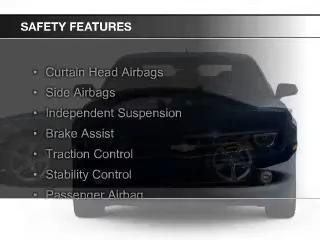 SAFETY FEATURES
• Curtain Head Airbags
• Side Airbags
• Independent Suspension
• Brake Assist
• Traction Control
• Stability Control
• Passenger Airbag